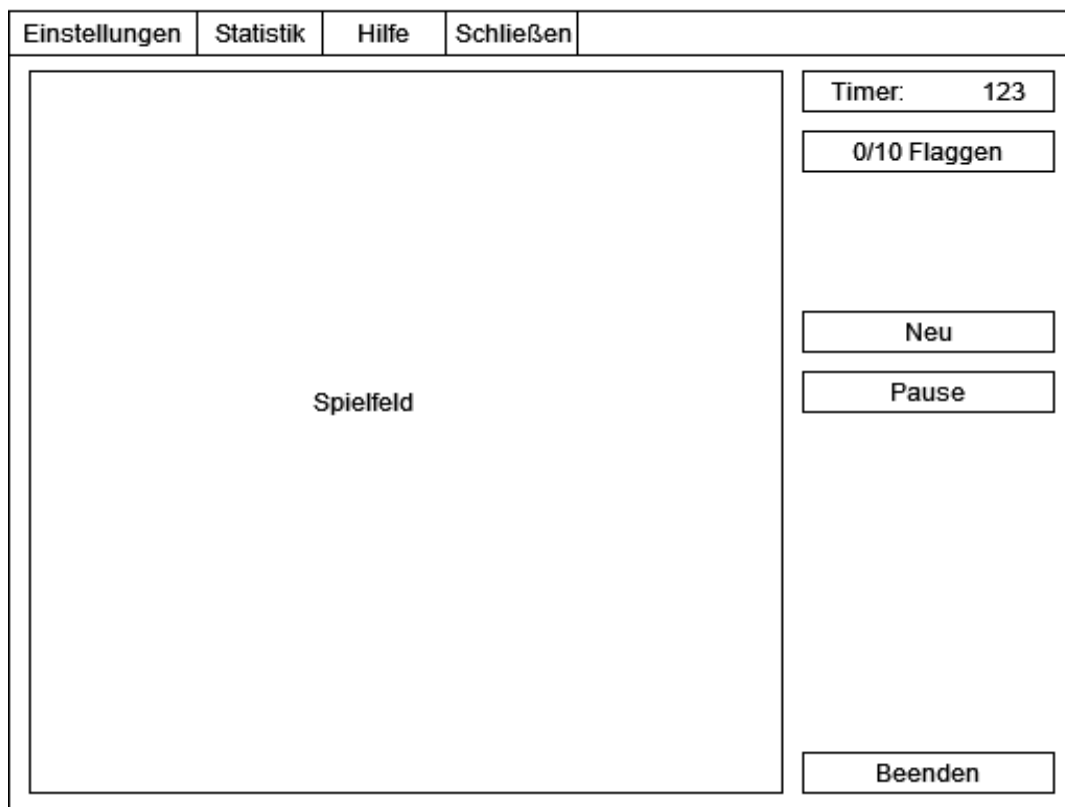 Einstellungen Statistik Hilfe Schließen
Timer: 123
0/10 Flaggen
Neu
Pause
Spielfeld
Beenden